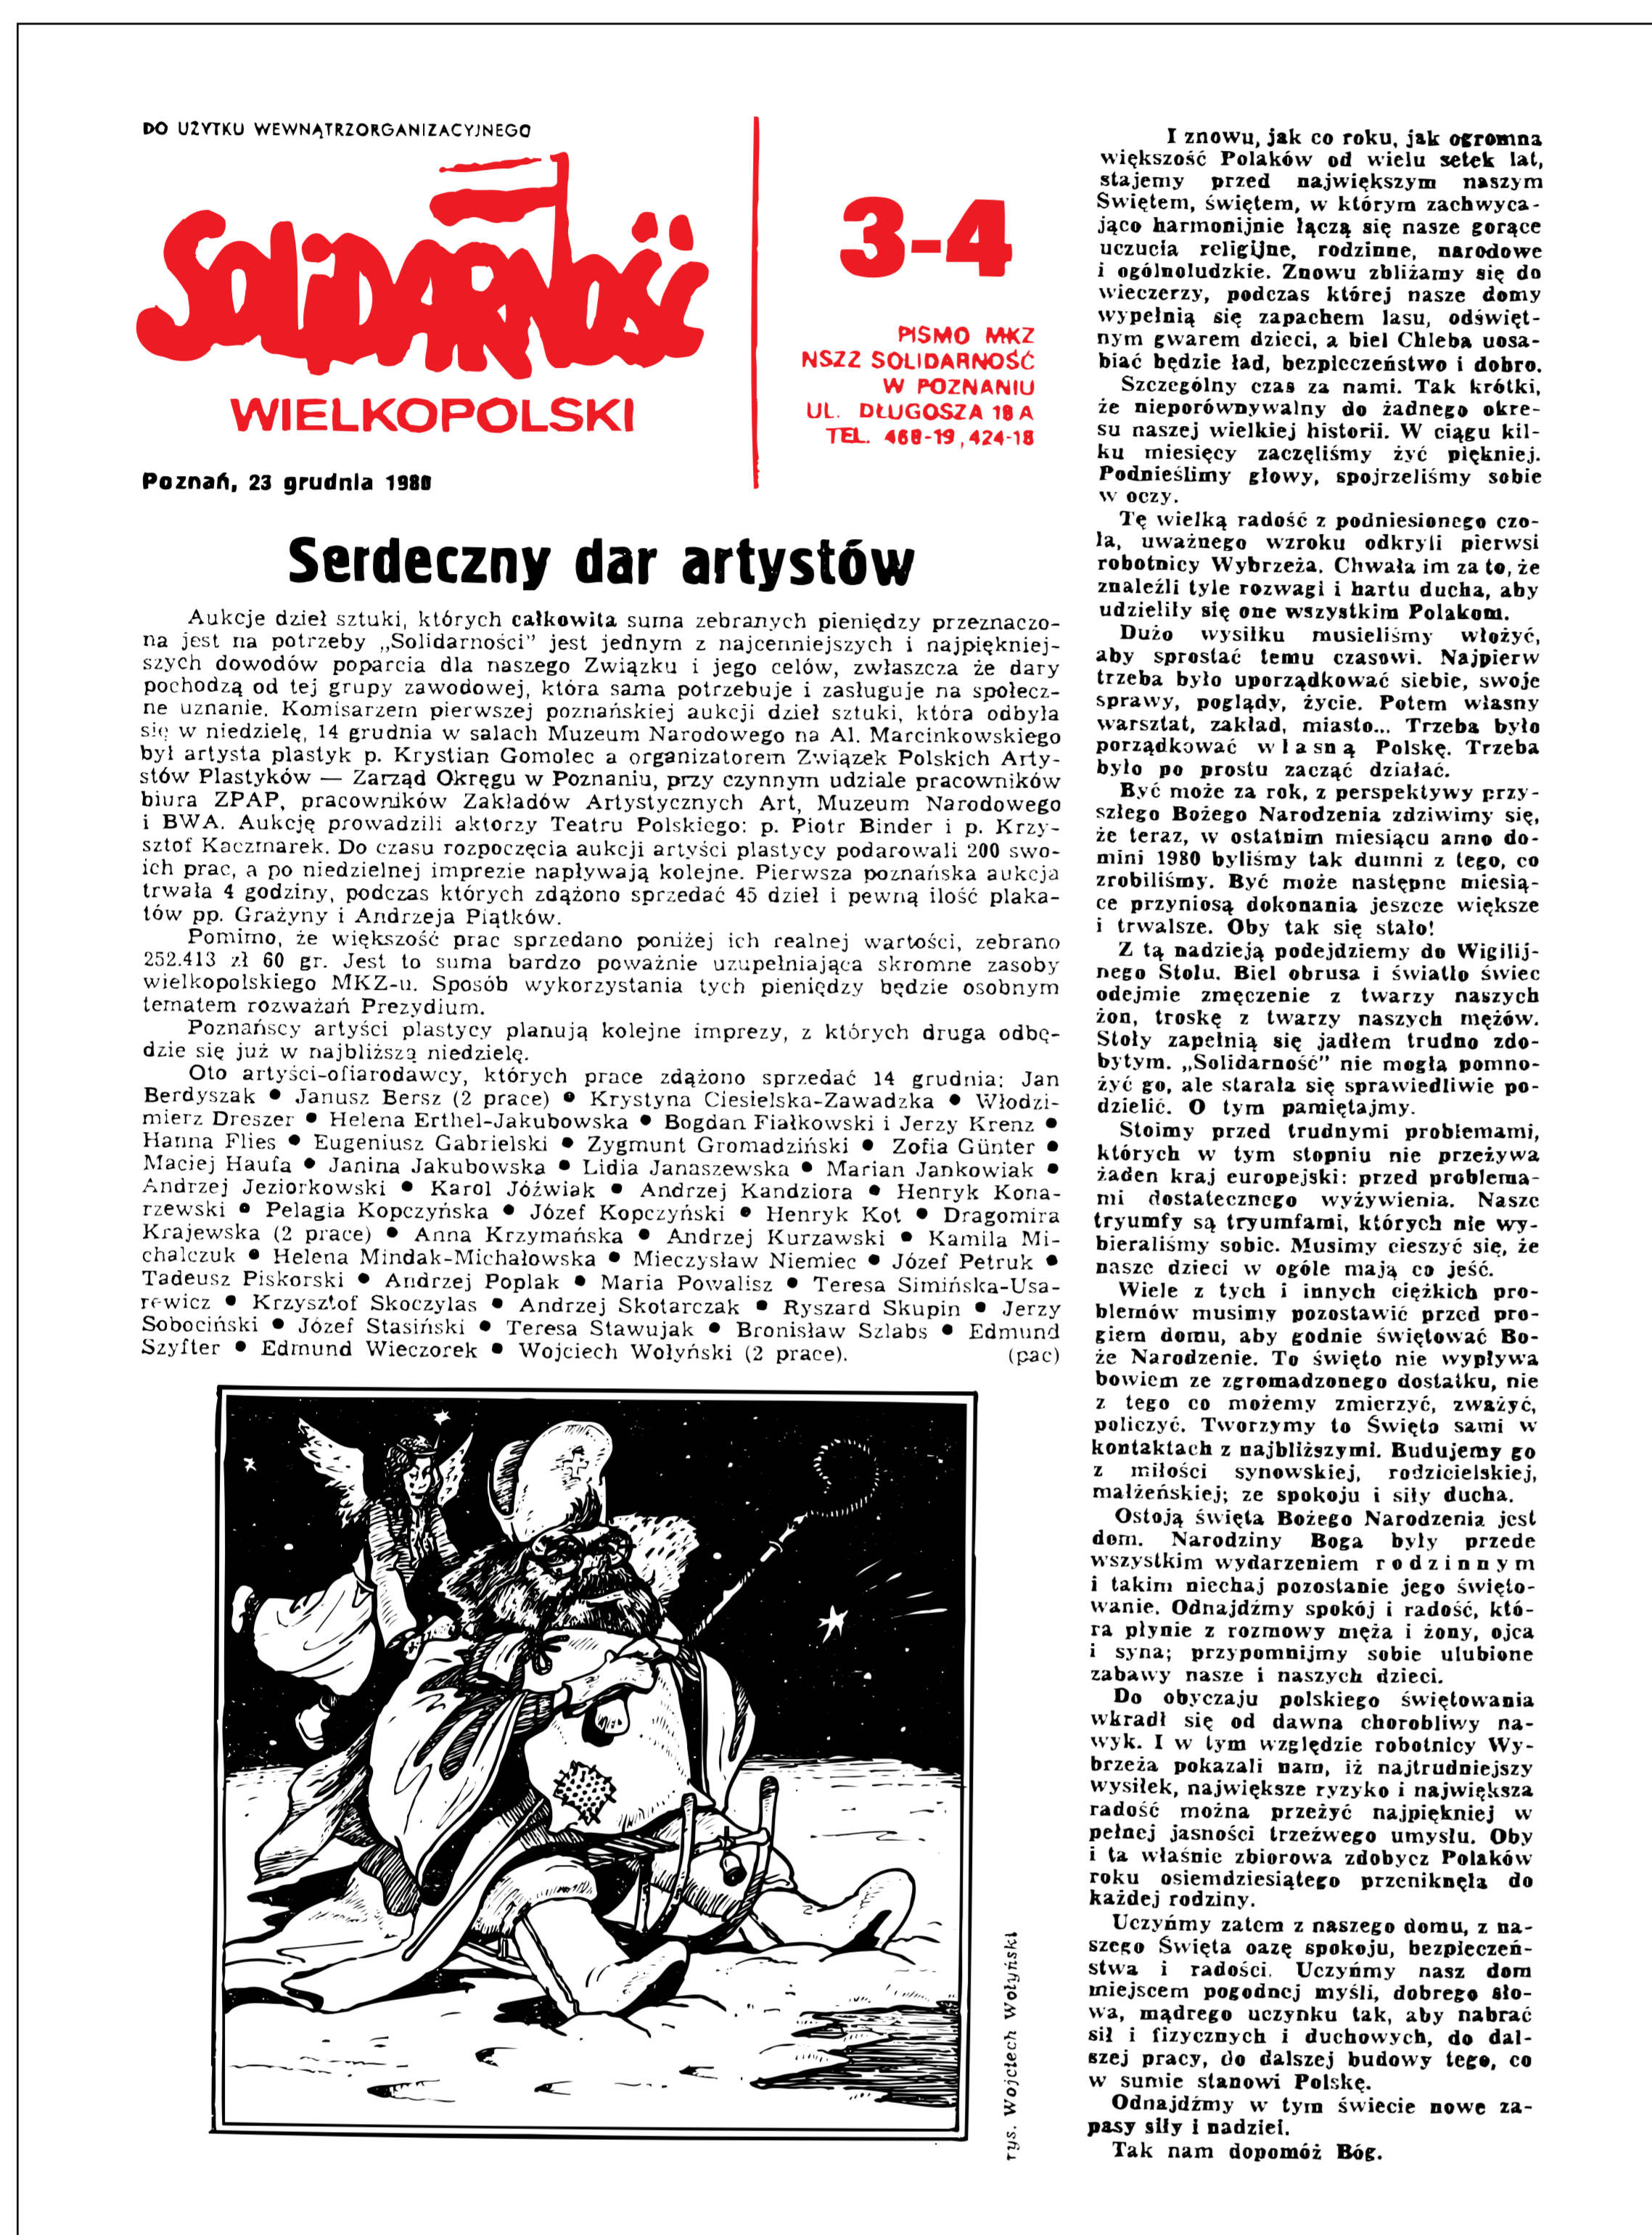 DO UŻYTKU WEWNĄTRZORGANIZACYJNEGO
SOLIDARNOŚĆ
WIELKOPOLSKI
Poznań, 23 grudnia 1980
3-4
PISMO MKZ
NSZZ SOLIDARNOŚĆ
W POZNANIU
UL. DŁUGOSZA 18 A
TEL. 468-19, 424-18
Serdeczny dar artystów
Aukcje dzieł sztuki, których całkowita suma zebranych pieniędzy przeznaczo-
na jest na potrzeby „Solidarności” jest jednym z najcenniejszych i najpiękniej-
szych dowodów poparcia dla naszego Związku i jego celów, zwłaszcza że dary
pochodzą od tej grupy zawodowej, która sama potrzebuje i zasługuje na społecz-
ne uznanie. Komisarzem pierwszej poznańskiej aukcji dzieł sztuki, która odbyła
się w niedzielę, 14 grudnia w salach Muzeum Narodowego na Al. Marcinkowskiego
był artysta plastyk p. Krystian Gomolec a organizatorem Związek Polskich Arty-
stów Plastyków — Zarząd Okręgu w Poznaniu, przy czynnym udziale pracowników
biura ZPAP, pracowników Zakładów Artystycznych Art, Muzeum Narodowego
i BWA. Aukcję prowadzili aktorzy Teatru Polskiego: p. Piotr Binder i p. Krzy-
sztof Kaczmarek. Do czasu rozpoczęcia aukcji artyści plastycy podarowali 200 swo-
ich prac, a po niedzielnej imprezie napływają kolejne. Pierwsza poznańska aukcja
trwała 4 godziny, podczas których zdążono sprzedać 45 dzieł i pewną ilość plaka-
tów pp. Grażyny i Andrzeja Piątków.
Pomimo, że większość prac sprzedano poniżej ich realnej wartości, zebrano
252.413 zł 60 gr. Jest to suma bardzo poważnie uzupełniająca skromne zasoby
wielkopolskiego MKZ-u. Sposób wykorzystania tych pieniędzy będzie osobnym
tematem rozważań Prezydium.
Poznańscy artyści plastycy planują kolejne imprezy, z których druga odbę-
dzie się już w najbliższą niedzielę.
Oto artyści-ofiarodawcy, których prace zdążono sprzedać 14 grudnia: Jan
Berdyszak ● Janusz Bersz (2 prace) ● Krystyna Ciesielska-Zawadzka ● Włodzi-
mierz Dreszer ● Helena Erthel-Jakubowska ● Bogdan Fiałkowski i Jerzy Krenz ●
Hanna Flies ● Eugeniusz Gabrielski ● Zygmunt Gromadziński ● Zofia Günter ●
Maciej Haufa ● Janina Jakubowska ● Lidia Janaszewska ● Marian Jankowiak ●
Andrzej Jeziorkowski ● Karol Jóźwiak ● Andrzej Kandziora ● Henryk Kona-
rzewski ● Pelagia Kopczyńska ● Józef Kopczyński ● Henryk Kot ● Dragomira
Krajewska (2 prace) ● Anna Krzymańska ● Andrzej Kurzawski ● Kamila Mi-
chalczuk ● Helena Mindak-Michałowska ● Mieczysław Niemiec ● Józef Petruk ●
Tadeusz Piskorski ● Andrzej Poplak ● Maria Powalisz ● Teresa Simińska-Usa-
rewicz ● Krzysztof Skoczylas ● Andrzej Skotarczak ● Ryszard Skupin ● Jerzy
Sobociński ● Józef Stasiński ● Teresa Stawujak ● Bronisław Szlabs ● Edmund
Szyfter ● Edmund Wieczorek ● Wojciech Wołyński (2 prace). (pac)
rys. Wojciech Wołyński
I znowu, jak co roku, jak ogromna
większość Polaków od wielu setek lat,
stajemy przed największym naszym
Świętem, świętem, w którym zachwyca-
jąco harmonijnie łączą się nasze gorące
uczucia religijne, rodzinne, narodowe
i ogólnoludzkie. Znowu zbliżamy się do
wieczerzy, podczas której nasze domy
wypełnią się zapachem lasu, odświęt-
nym gwarem dzieci, a biel Chleba uosa-
biać będzie ład, bezpieczeństwo i dobro.
Szczególny czas za nami. Tak krótki,
że nieporównywalny do żadnego okre-
su naszej wielkiej historii. W ciągu kil-
ku miesięcy zaczęliśmy żyć piękniej.
Podnieślimy głowy, spojrzeliśmy sobie
w oczy.
Tę wielką radość z podniesionego czo-
ła, uważnego wzroku odkryli pierwsi
robotnicy Wybrzeża. Chwała im za to, że
znaleźli tyle rozwagi i hartu ducha, aby
udzieliły się one wszystkim Polakom.
Dużo wysiłku musieliśmy włożyć,
aby sprostać temu czasowi. Najpierw
trzeba było uporządkować siebie, swoje
sprawy, poglądy, życie. Potem własny
warsztat, zakład, miasto... Trzeba było
porządkować własną Polskę. Trzeba
było po prostu zacząć działać.
Być może za rok, z perspektywy przy-
szłego Bożego Narodzenia zdziwimy się,
że teraz, w ostatnim miesiącu anno do-
mini 1980 byliśmy tak dumni z tego, co
zrobiliśmy. Być może następne miesią-
ce przyniosą dokonania jeszcze większe
i trwalsze. Oby tak się stało!
Z tą nadzieją podejdziemy do Wigilij-
nego Stołu. Biel obrusa i światło świec
odejmie zmęczenie z twarzy naszych
żon, troskę z twarzy naszych mężów.
Stoły zapełnią się jadłem trudno zdo-
bytym. „Solidarność” nie mogła pomno-
żyć go, ale starała się sprawiedliwie po-
dzielić. O tym pamiętajmy.
Stoimy przed trudnymi problemami,
których w tym stopniu nie przeżywa
żaden kraj europejski: przed problema-
mi dostatecznego wyżywienia. Nasze
tryumfy są tryumfami, których nie wy-
bieraliśmy sobie. Musimy cieszyć się, że
nasze dzieci w ogóle mają co jeść.
Wiele z tych i innych ciężkich pro-
blemów musimy pozostawić przed pro-
giem domu, aby godnie świętować Bo-
że Narodzenie. To święto nie wypływa
bowiem ze zgromadzonego dostatku, nie
z tego co możemy zmierzyć, zważyć,
policzyć. Tworzymy to Święto sami w
kontaktach z najbliższymi. Budujemy go
z miłości synowskiej, rodzicielskiej,
małżeńskiej; ze spokoju i siły ducha.
Ostoją święta Bożego Narodzenia jest
dom. Narodziny Boga były przede
wszystkim wydarzeniem rodzinnym
i takim niechaj pozostanie jego święto-
wanie. Odnajdźmy spokój i radość, któ-
ra płynie z rozmowy męża i żony, ojca
i syna; przypomnijmy sobie ulubione
zabawy nasze i naszych dzieci.
Do obyczaju polskiego świętowania
wkradł się od dawna chorobliwy na-
wyk. I w tym względzie robotnicy Wy-
brzeża pokazali nam, iż najtrudniejszy
wysiłek, największe ryzyko i największa
radość można przeżyć najpiękniej w
pełnej jasności trzeźwego umysłu. Oby
i ta właśnie zbiorowa zdobycz Polaków
roku osiemdziesiątego przeniknęła do
każdej rodziny.
Uczyńmy zatem z naszego domu, z na-
szego Święta oazę spokoju, bezpieczeń-
stwa i radości. Uczyńmy nasz dom
miejscem pogodnej myśli, dobrego sło-
wa, mądrego uczynku tak, aby nabrać
sił i fizycznych i duchowych, do dal-
szej pracy, do dalszej budowy tego, co
w sumie stanowi Polskę.
Odnajdźmy w tym świecie nowe za-
pasy siły i nadziei.
Tak nam dopomóż Bóg.